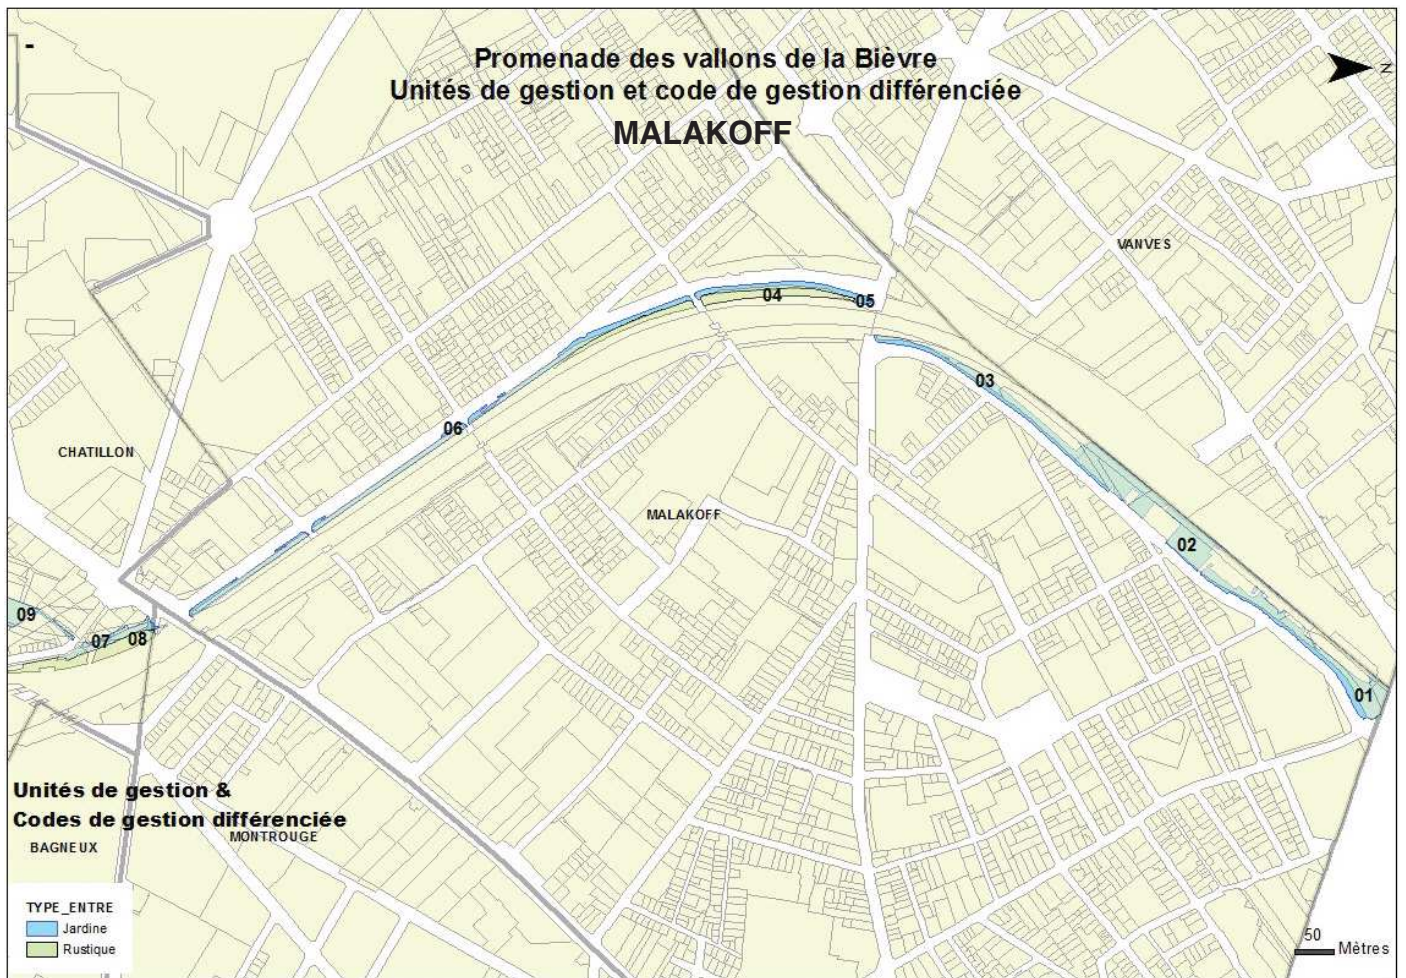 -
Promenade des vallons de la Bièvre
Unités de gestion et code de gestion différenciée
MALAKOFF
N
VANVES
04
05
03
06
CHATILLON
MALAKOFF
02
09
07
08
01
Unités de gestion &
Codes de gestion différenciée
MONTROUGE
BAGNEUX
TYPE_ENTRE
Jardine
Rustique
50
Mètres